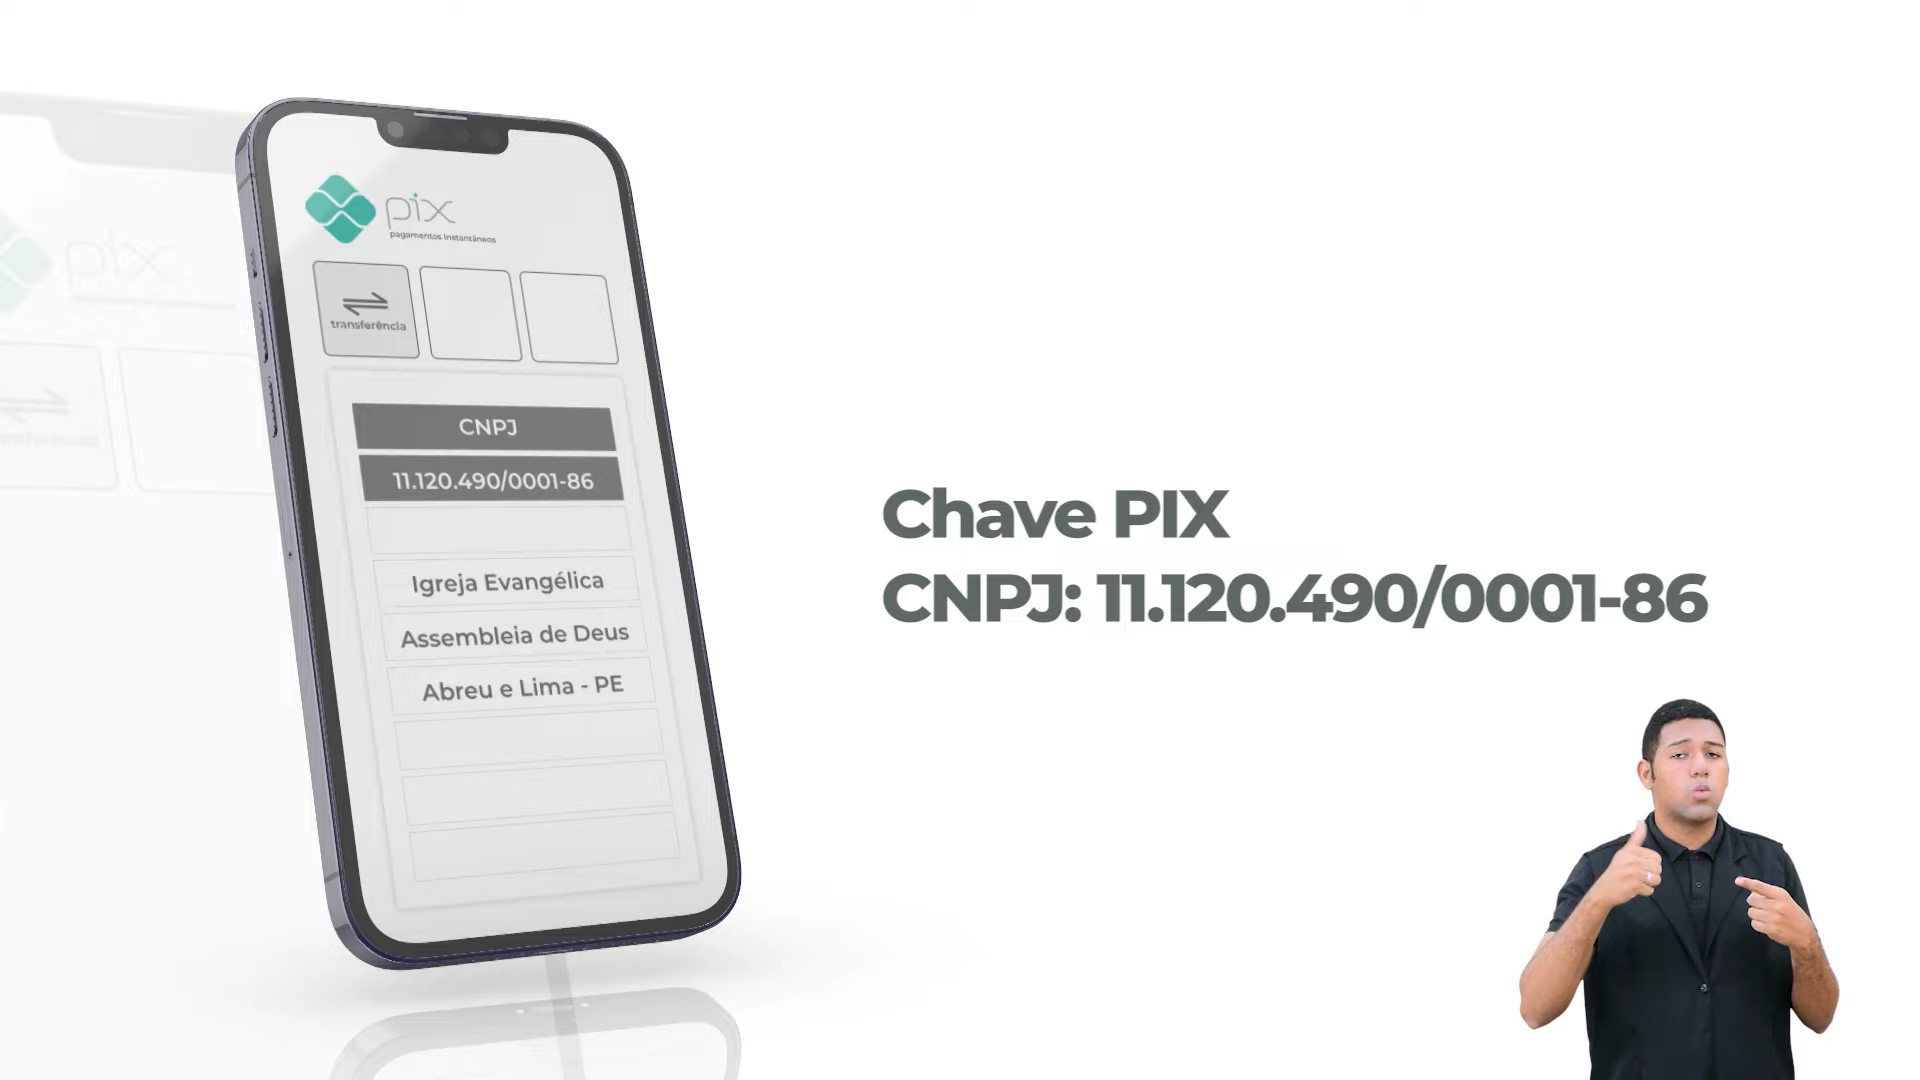 pix
pagamentos instantâneos
transferência
CNPJ
11.120.490/0001-86
Igreja Evangélica
Assembleia de Deus
Abreu e Lima - PE
Chave PIX
CNPJ: 11.120.490/0001-86
pix